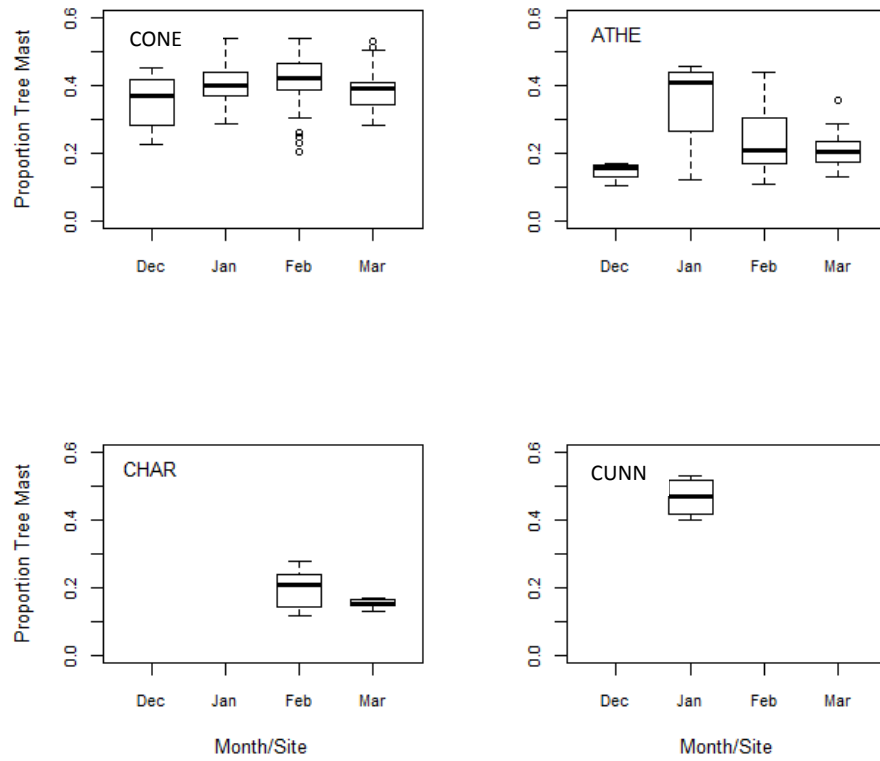 CONE
Proportion Tree Mast
0.0 0.2 0.4 0.6
Dec Jan Feb Mar
ATHE
0.0 0.2 0.4 0.6
Dec Jan Feb Mar
CHAR
Proportion Tree Mast
0.0 0.2 0.4 0.6
Dec Jan Feb Mar
Month/Site
CUNN
0.0 0.2 0.4 0.6
Dec Jan Feb Mar
Month/Site